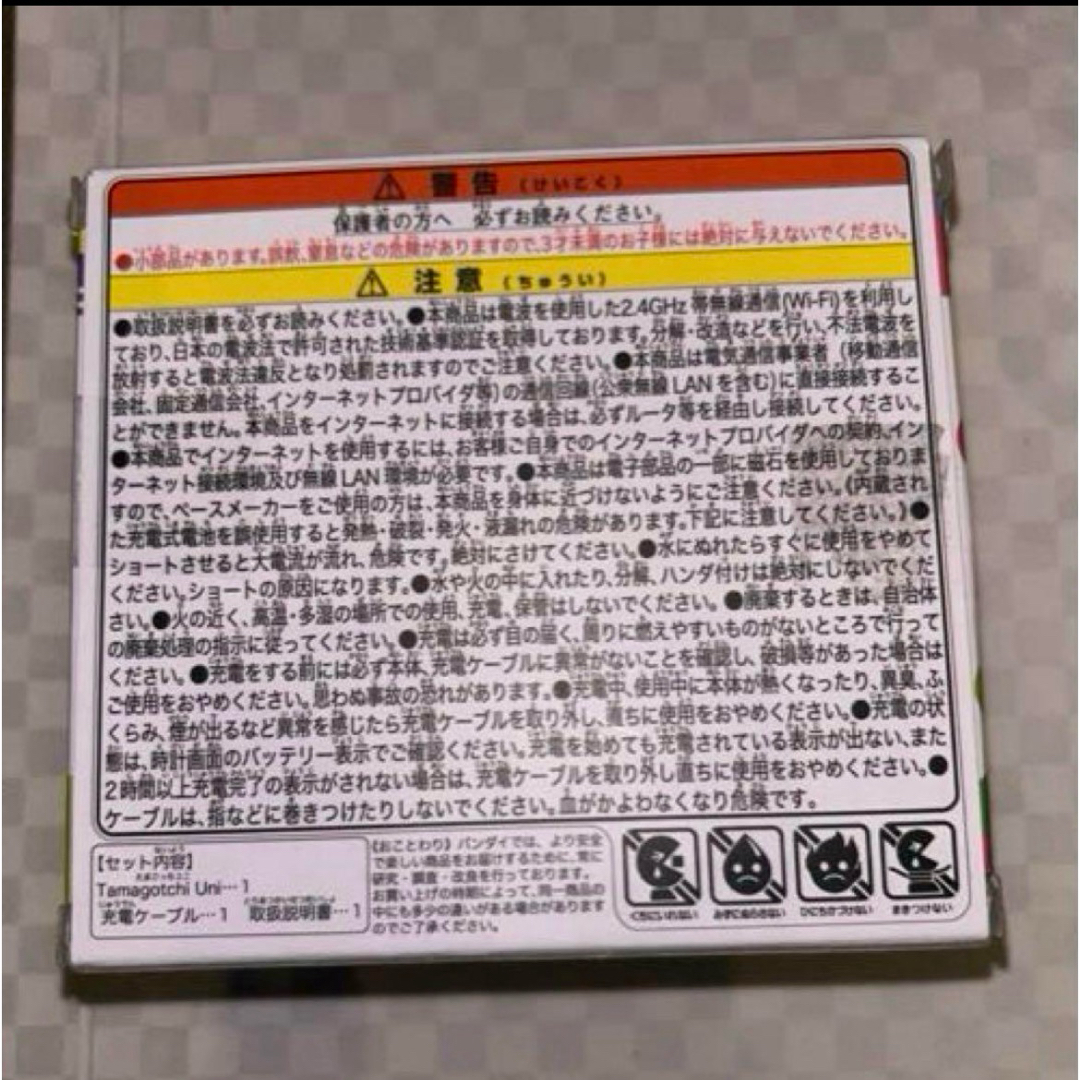 警告（けいこく）
保護者の方へ 必ずお読みください。
●小部品があります。誤飲、窒息などの危険がありますので、3才未満のお子様には絶対に与えないでください。
注意（ちゅうい）
●取扱説明書を必ずお読みください。●本商品は電波を使用した2.4GHz 帯無線通信(Wi-Fi)を利用し
ており、日本の電波法で許可された技術基準認証を取得しております。分解・改造などを行い、不法電波を
放射すると電波法違反となり処罰されますのでご注意ください。●本商品は電気通信事業者（移動通信
会社、固定通信会社、インターネットプロバイダ等）の通信回線(公衆無線LANを含む)に直接接続するこ
とができません。本商品をインターネットに接続する場合は、必ずルータ等を経由し接続してください。
●本商品でインターネットを使用するには、お客様ご自身でのインターネットプロバイダへの契約、イン
ターネット接続環境及び無線LAN環境が必要です。●本商品は電子部品の一部に磁石を使用しておりま
すので、ペースメーカーをご使用の方は、本商品を身体に近づけないようにご注意ください。（内蔵され
た充電式電池を誤使用すると発熱・破裂・発火・液漏れの危険があります。下記に注意してください。）●
ショートさせると大電流が流れ、危険です。絶対にさけてください。●水にぬれたらすぐに使用をやめて
ください。ショートの原因になります。●水や火の中に入れたり、分解、ハンダ付けは絶対にしないでくだ
さい。●火の近く、高温・多湿の場所での使用、充電、保管はしないでください。●廃棄するときは、自治体
の廃棄処理の指示に従ってください。●充電は必ず目の届く、周りに燃えやすいものがないところで行って
ください。●充電をする前には必ず本体、充電ケーブルに異常がないことを確認し、破損等があった場合は
ご使用をおやめください。思わぬ事故の恐れがあります。●充電中、使用中に本体が熱くなったり、異臭、ふ
くらみ、煙が出るなど異常を感じたら充電ケーブルを取り外し、直ちに使用をおやめください。●充電の状
態は、時計画面のバッテリー表示でご確認ください。充電を始めても充電されている表示が出ない、また
2時間以上充電完了の表示がされない場合は、充電ケーブルを取り外し直ちに使用をおやめください。●
ケーブルは、指などに巻きつけたりしないでください。血がかよわなくなり危険です。
【セット内容】
Tamagotchi Uni…1
充電ケーブル…1 取扱説明書…1
《おことわり》バンダイでは、より安全
で楽しい商品をお届けするために、常に
研究・調査・改良を行っております。
お買い上げの時期によって、同一商品の
中にも多少の違いがある場合があります
のでご了承ください。
くちにいれない みずにぬらさない ひにちかづけない まきつけない